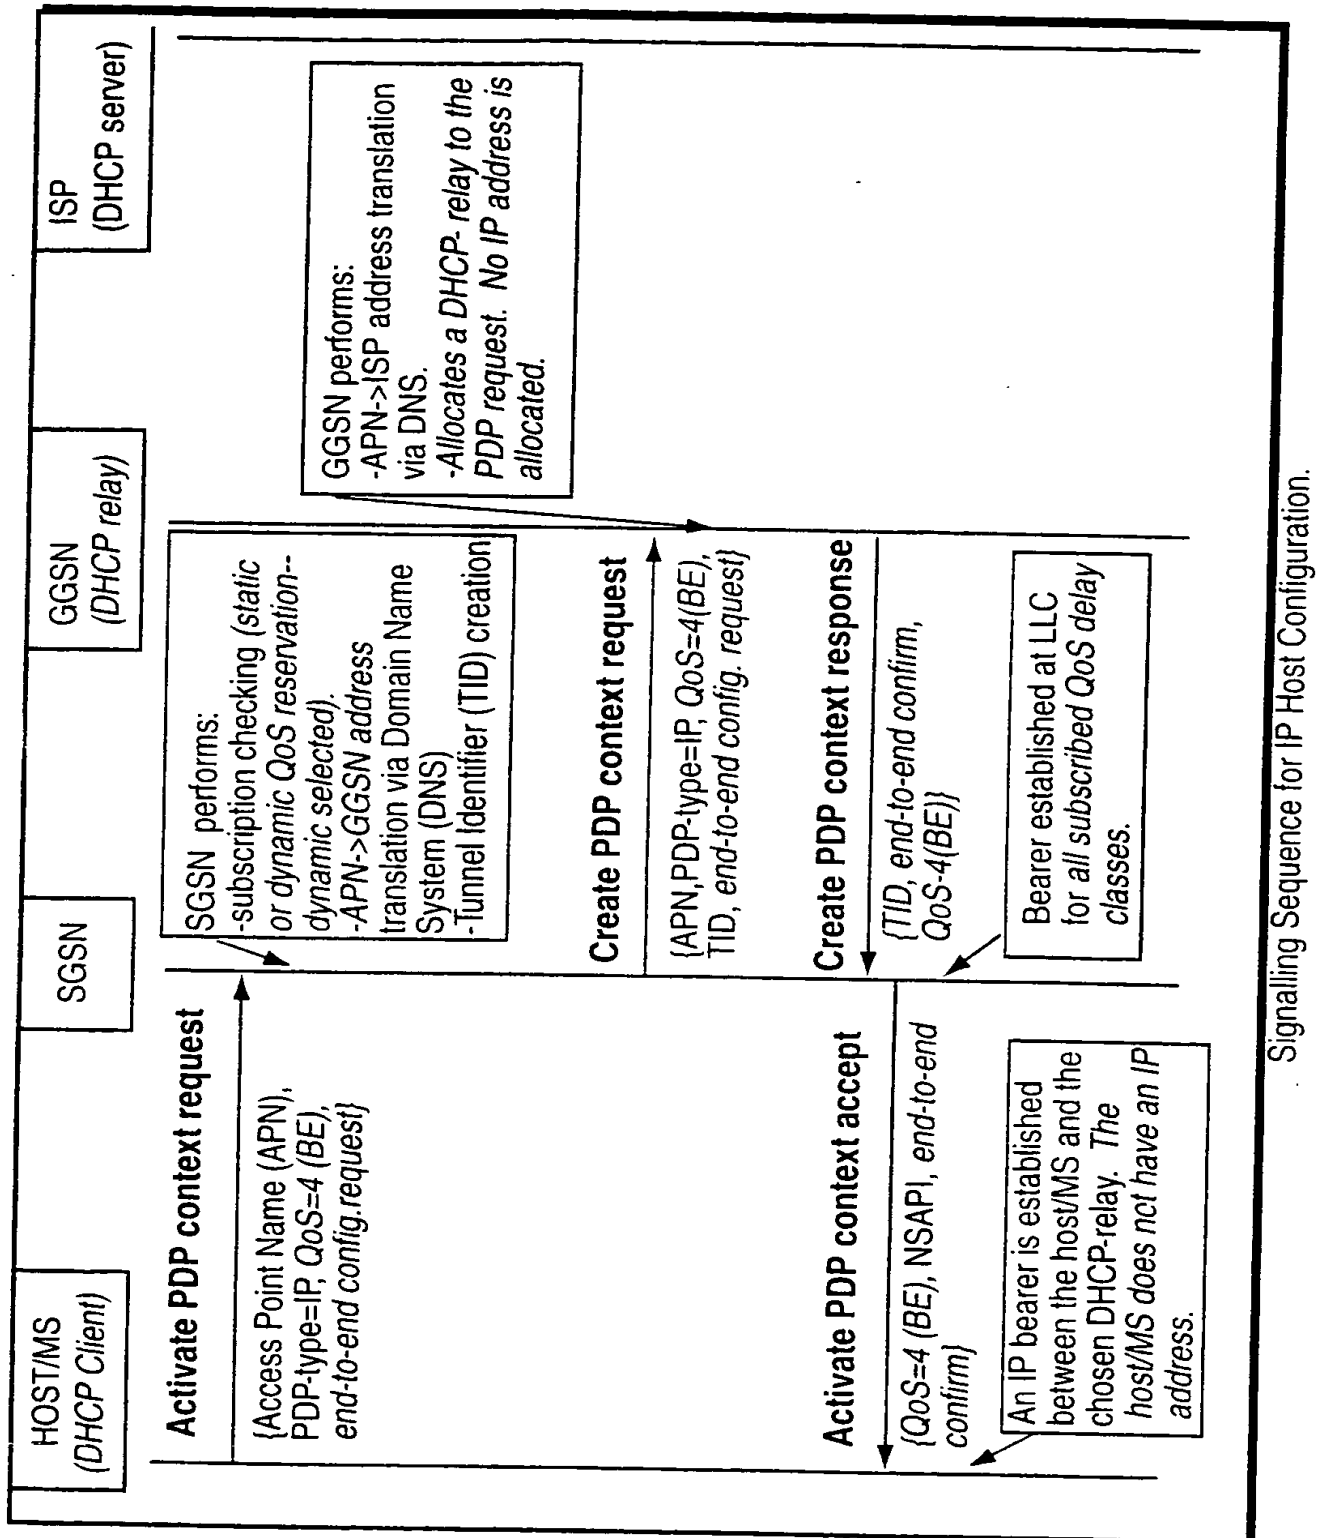 HOST/MS
(DHCP Client)
SGSN
GGSN
(DHCP relay)
ISP
(DHCP server)
Activate PDP context request
{Access Point Name (APN),
PDP-type=IP, QoS=4 (BE),
end-to-end config.request}
SGSN performs:
-subscription checking (static
or dynamic QoS reservation--
dynamic selected).
-APN->GGSN address
translation via Domain Name
System (DNS)
-Tunnel Identifier (TID) creation
Create PDP context request
{APN,PDP-type=IP, QoS=4(BE),
TID, end-to-end config. request}
GGSN performs:
-APN->ISP address translation
via DNS.
-Allocates a DHCP- relay to the
PDP request. No IP address is
allocated.
Create PDP context response
{TID, end-to-end confirm,
QoS-4(BE)}
Bearer established at LLC
for all subscribed QoS delay
classes.
Activate PDP context accept
{QoS=4 (BE), NSAPI, end-to-end
confirm}
An IP bearer is established
between the host/MS and the
chosen DHCP-relay. The
host/MS does not have an IP
address.
Signalling Sequence for IP Host Configuration.